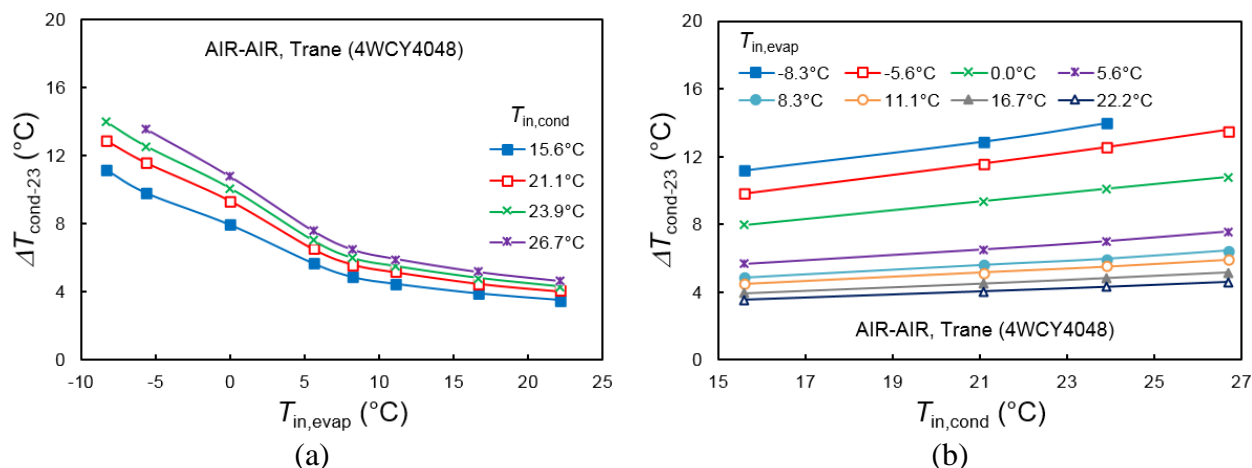 20
16
12
8
4
0
ΔTcond-23 (°C)
AIR-AIR, Trane (4WCY4048)
Tin,cond
15.6°C
21.1°C
23.9°C
26.7°C
-10 -5 0 5 10 15 20 25
Tin,evap (°C)
(a)
20
16
12
8
4
0
ΔTcond-23 (°C)
Tin,evap
-8.3°C -5.6°C 0.0°C 5.6°C
8.3°C 11.1°C 16.7°C 22.2°C
AIR-AIR, Trane (4WCY4048)
15 17 19 21 23 25 27
Tin,cond (°C)
(b)